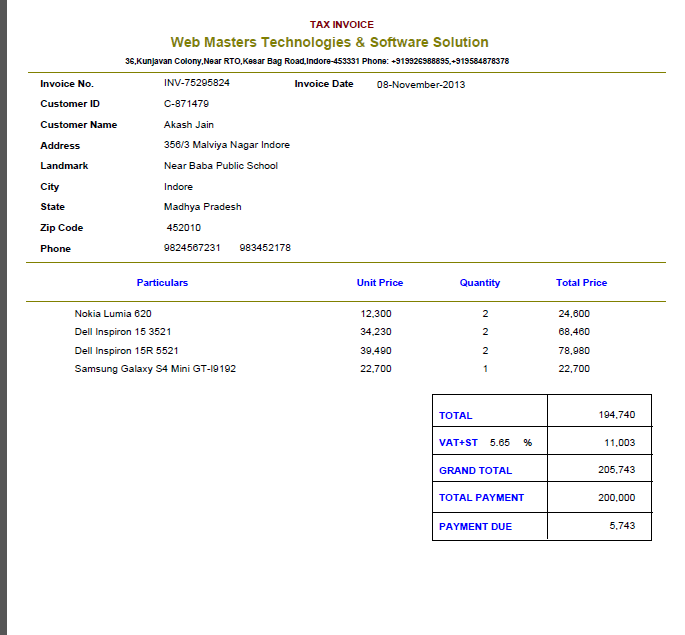 TAX INVOICE
Web Masters Technologies & Software Solution
36,Kunjavan Colony,Near RTO,Kesar Bag Road,Indore-453331 Phone: +919926988895,+919584878378
Invoice No. INV-75295824 Invoice Date 08-November-2013
Customer ID C-871479
Customer Name Akash Jain
Address 356/3 Malviya Nagar Indore
Landmark Near Baba Public School
City Indore
State Madhya Pradesh
Zip Code 452010
Phone 9824567231 983452178
Particulars Unit Price Quantity Total Price
Nokia Lumia 620 12,300 2 24,600
Dell Inspiron 15 3521 34,230 2 68,460
Dell Inspiron 15R 5521 39,490 2 78,980
Samsung Galaxy S4 Mini GT-I9192 22,700 1 22,700
TOTAL 194,740
VAT+ST 5.65 % 11,003
GRAND TOTAL 205,743
TOTAL PAYMENT 200,000
PAYMENT DUE 5,743